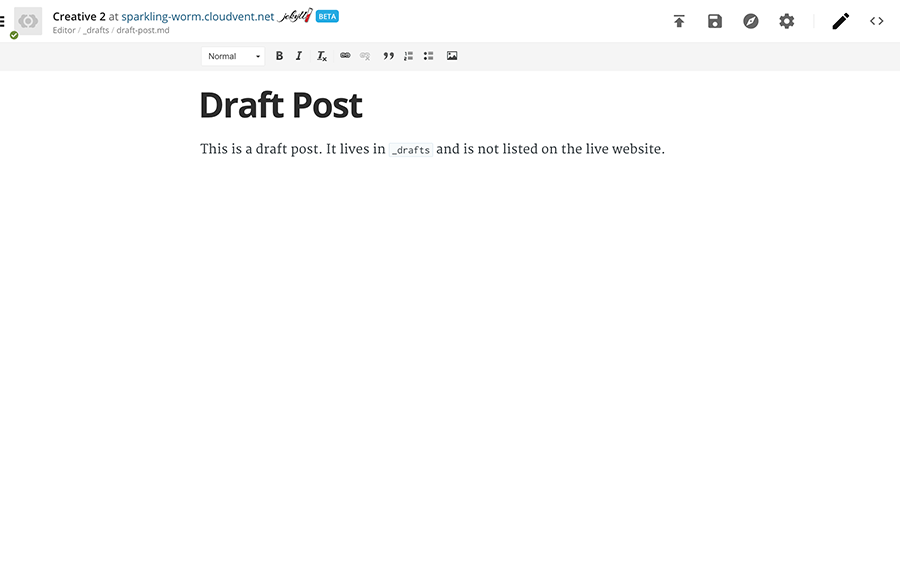 Creative 2 at sparkling-worm.cloudvent.net jekyll BETA
Editor / _drafts / draft-post.md
Normal B I Tx
Draft Post
This is a draft post. It lives in _drafts and is not listed on the live website.